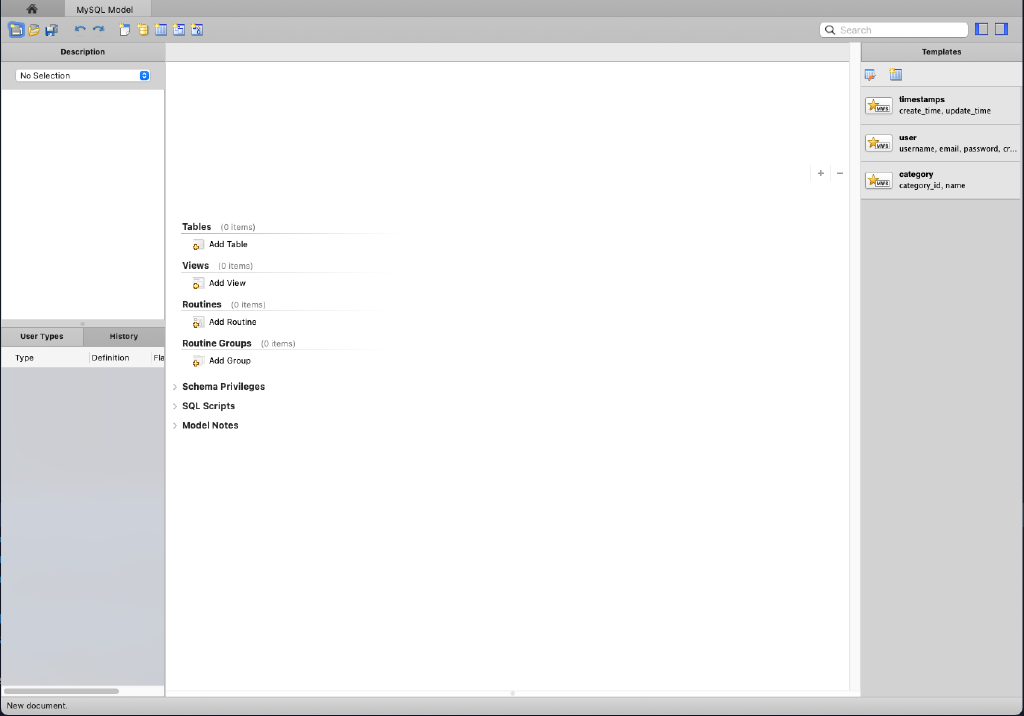 MySQL Model
Search
Description
No Selection
Templates
timestamps
create_time, update_time
user
username, email, password, cr...
category
category_id, name
+ −
Tables (0 items)
Add Table
Views (0 items)
Add View
Routines (0 items)
Add Routine
Routine Groups (0 items)
Add Group
Schema Privileges
SQL Scripts
Model Notes
User Types History
Type Definition Fla
New document.